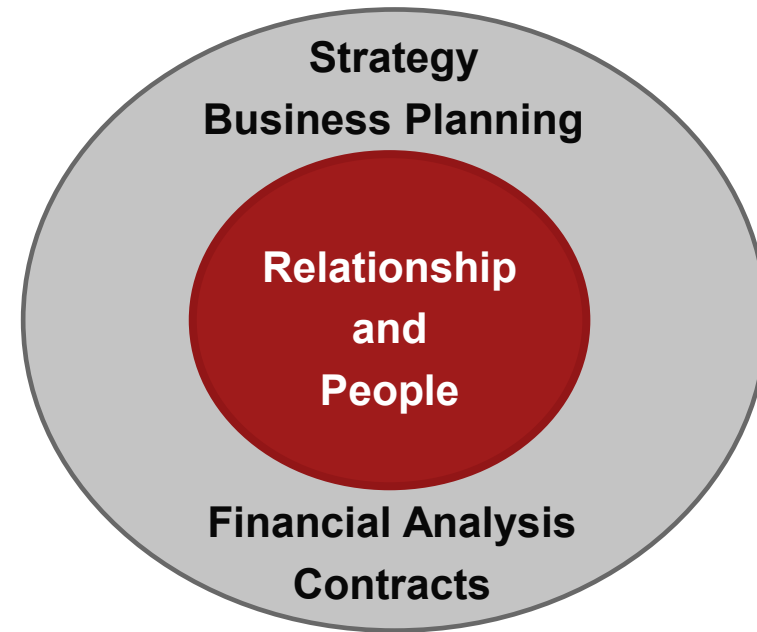 Strategy
Business Planning
Relationship
and
People
Financial Analysis
Contracts